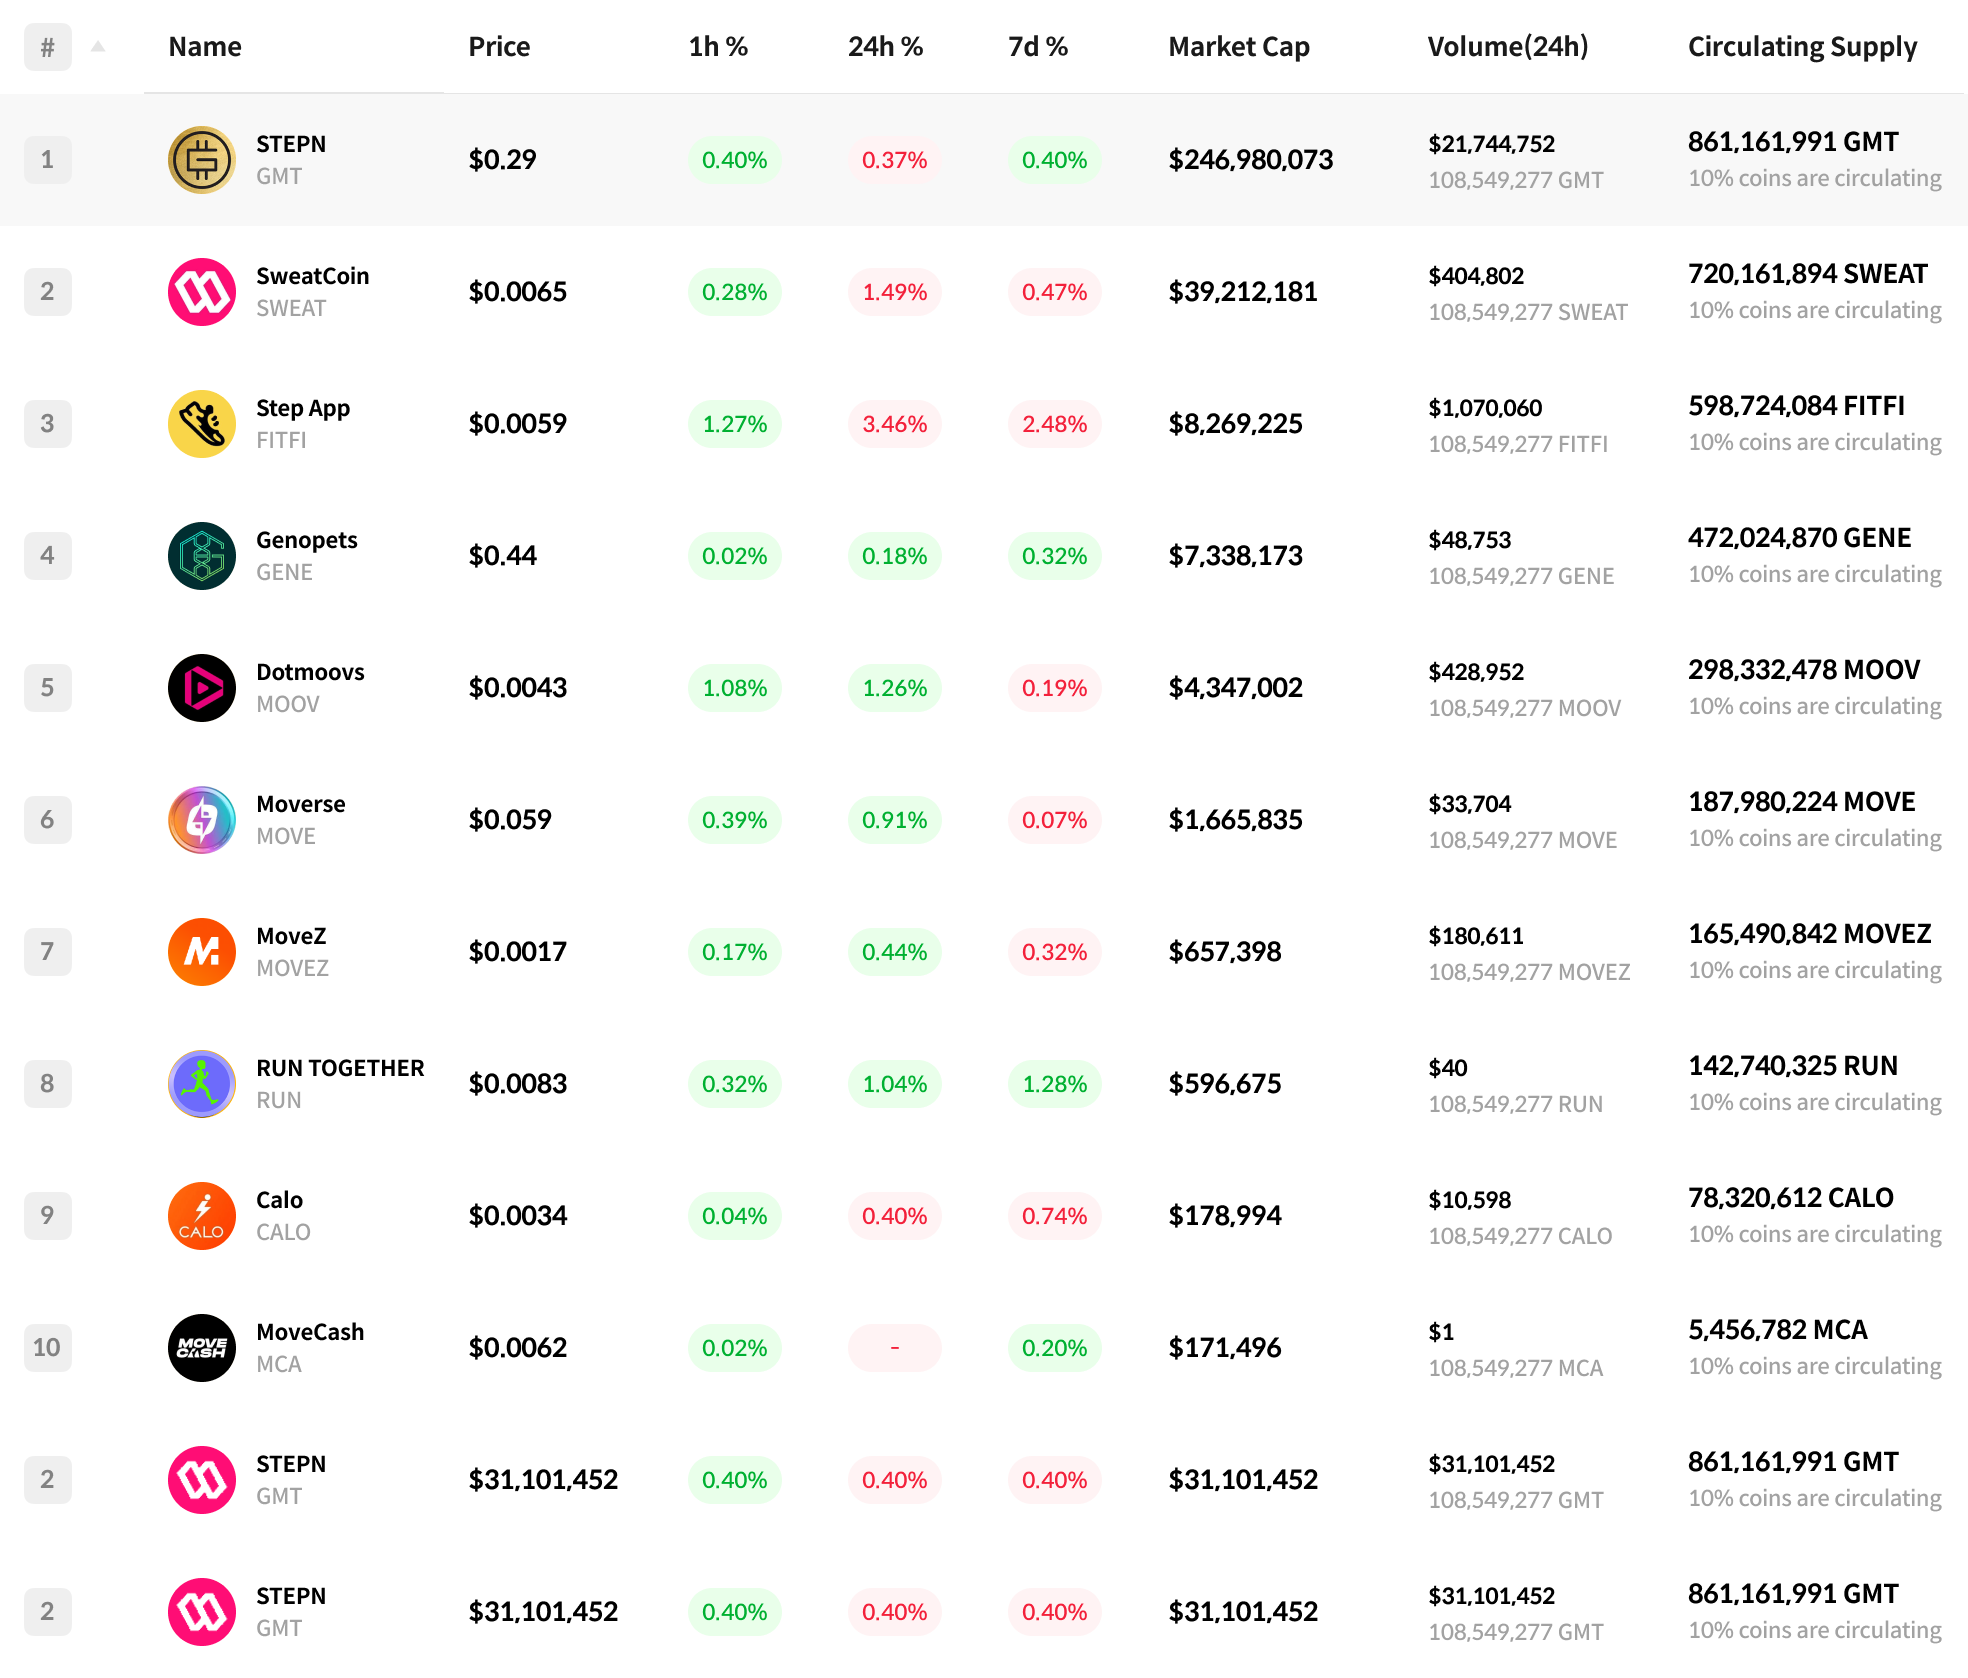 # Name Price 1h % 24h % 7d % Market Cap Volume(24h) Circulating Supply
1 STEPN GMT $0.29 0.40% 0.37% 0.40% $246,980,073 $21,744,752 108,549,277 GMT 861,161,991 GMT 10% coins are circulating
2 SweatCoin SWEAT $0.0065 0.28% 1.49% 0.47% $39,212,181 $404,802 108,549,277 SWEAT 720,161,894 SWEAT 10% coins are circulating
3 Step App FITFI $0.0059 1.27% 3.46% 2.48% $8,269,225 $1,070,060 108,549,277 FITFI 598,724,084 FITFI 10% coins are circulating
4 Genopets GENE $0.44 0.02% 0.18% 0.32% $7,338,173 $48,753 108,549,277 GENE 472,024,870 GENE 10% coins are circulating
5 Dotmoovs MOOV $0.0043 1.08% 1.26% 0.19% $4,347,002 $428,952 108,549,277 MOOV 298,332,478 MOOV 10% coins are circulating
6 Moverse MOVE $0.059 0.39% 0.91% 0.07% $1,665,835 $33,704 108,549,277 MOVE 187,980,224 MOVE 10% coins are circulating
7 M MoveZ MOVEZ $0.0017 0.17% 0.44% 0.32% $657,398 $180,611 108,549,277 MOVEZ 165,490,842 MOVEZ 10% coins are circulating
8 RUN TOGETHER RUN $0.0083 0.32% 1.04% 1.28% $596,675 $40 108,549,277 RUN 142,740,325 RUN 10% coins are circulating
9 CALO Calo CALO $0.0034 0.04% 0.40% 0.74% $178,994 $10,598 108,549,277 CALO 78,320,612 CALO 10% coins are circulating
10 MOVE CASH MoveCash MCA $0.0062 0.02% - 0.20% $171,496 $1 108,549,277 MCA 5,456,782 MCA 10% coins are circulating
2 STEPN GMT $31,101,452 0.40% 0.40% 0.40% $31,101,452 $31,101,452 108,549,277 GMT 861,161,991 GMT 10% coins are circulating
2 STEPN GMT $31,101,452 0.40% 0.40% 0.40% $31,101,452 $31,101,452 108,549,277 GMT 861,161,991 GMT 10% coins are circulating